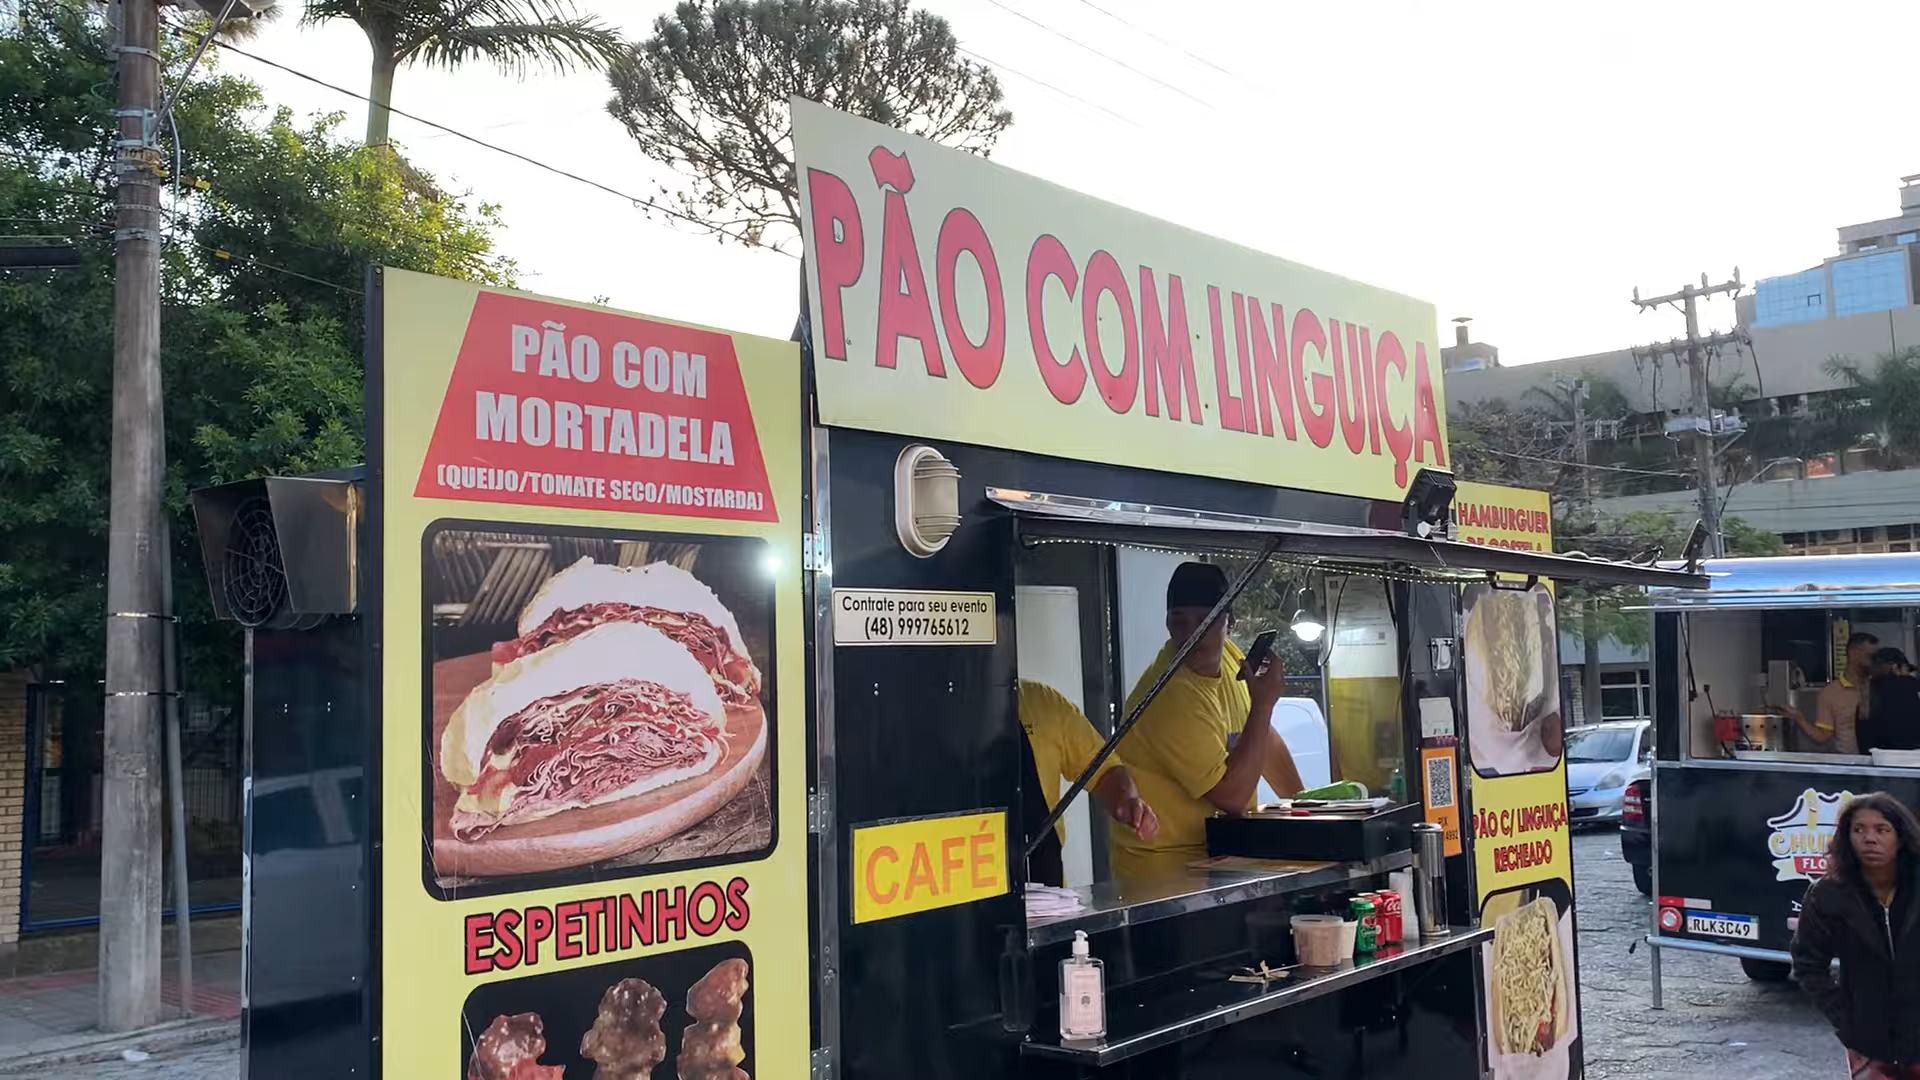 PÃO COM
MORTADELA
(QUEIJO/TOMATE SECO/MOSTARDA)
ESPETINHOS
PÃO COM LINGUIÇA
Contrate para seu evento
(48) 999765612
CAFÉ
HAMBURGUER
PÃO C/ LINGUIÇA
RECHEADO
RLK3C49